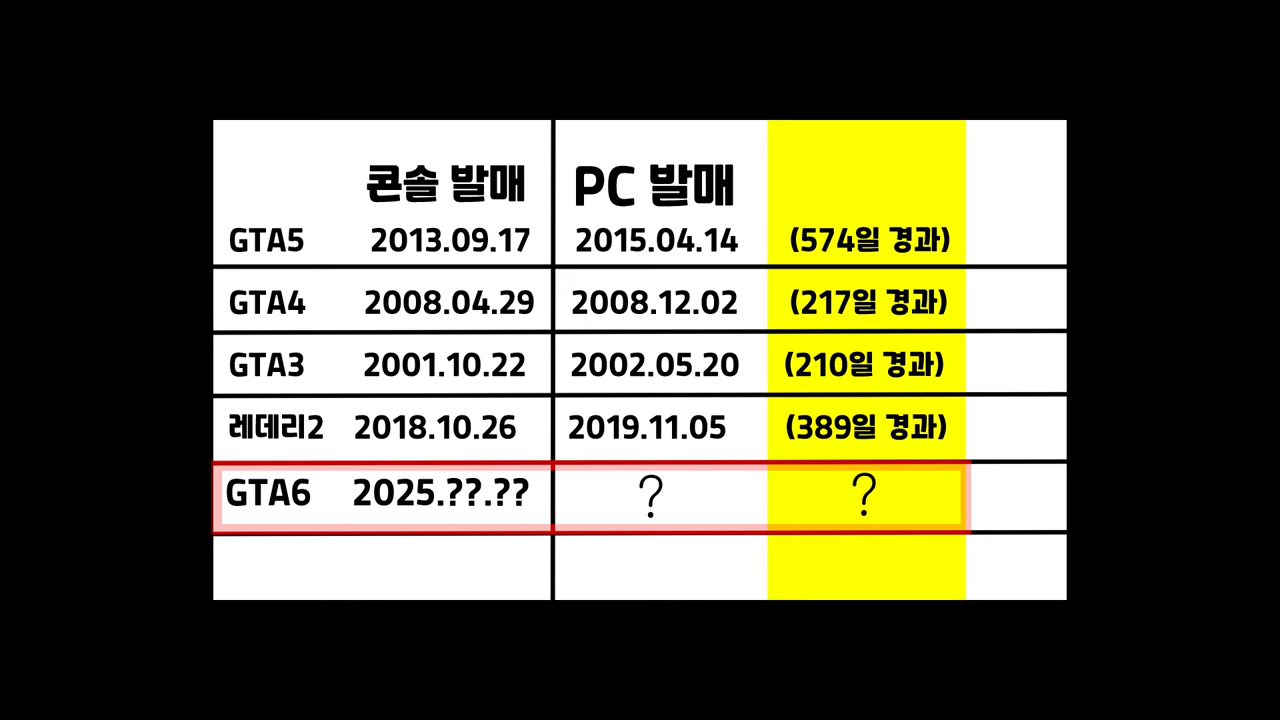 콘솔 발매 PC 발매
GTA5 2013.09.17 2015.04.14 (574일 경과)
GTA4 2008.04.29 2008.12.02 (217일 경과)
GTA3 2001.10.22 2002.05.20 (210일 경과)
레데리2 2018.10.26 2019.11.05 (389일 경과)
GTA6 2025.??.?? ? ?